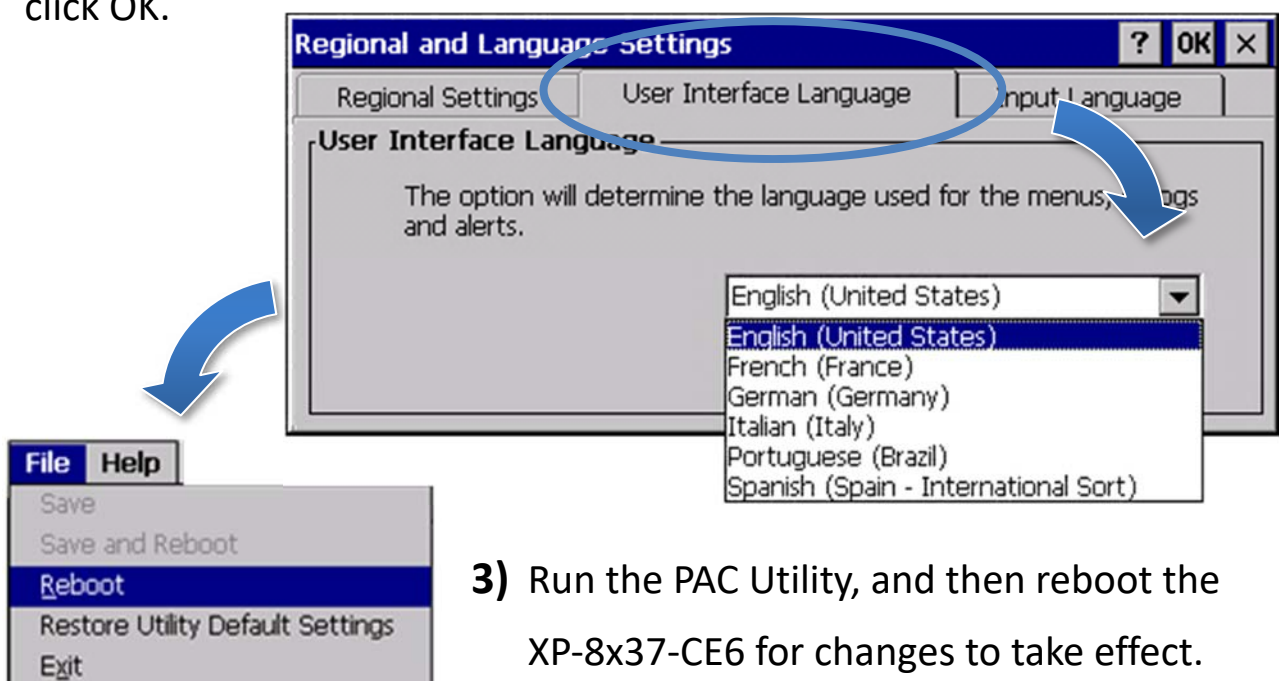 click OK.
Regional and Language Settings ? OK ×
Regional Settings User Interface Language Input Language
User Interface Language
The option will determine the language used for the menus,
and alerts.
English (United States)
English (United States)
French (France)
German (Germany)
Italian (Italy)
Portuguese (Brazil)
Spanish (Spain - International Sort)
File Help
Save
Save and Reboot
Reboot
Restore Utility Default Settings
Exit
3) Run the PAC Utility, and then reboot the
XP-8x37-CE6 for changes to take effect.